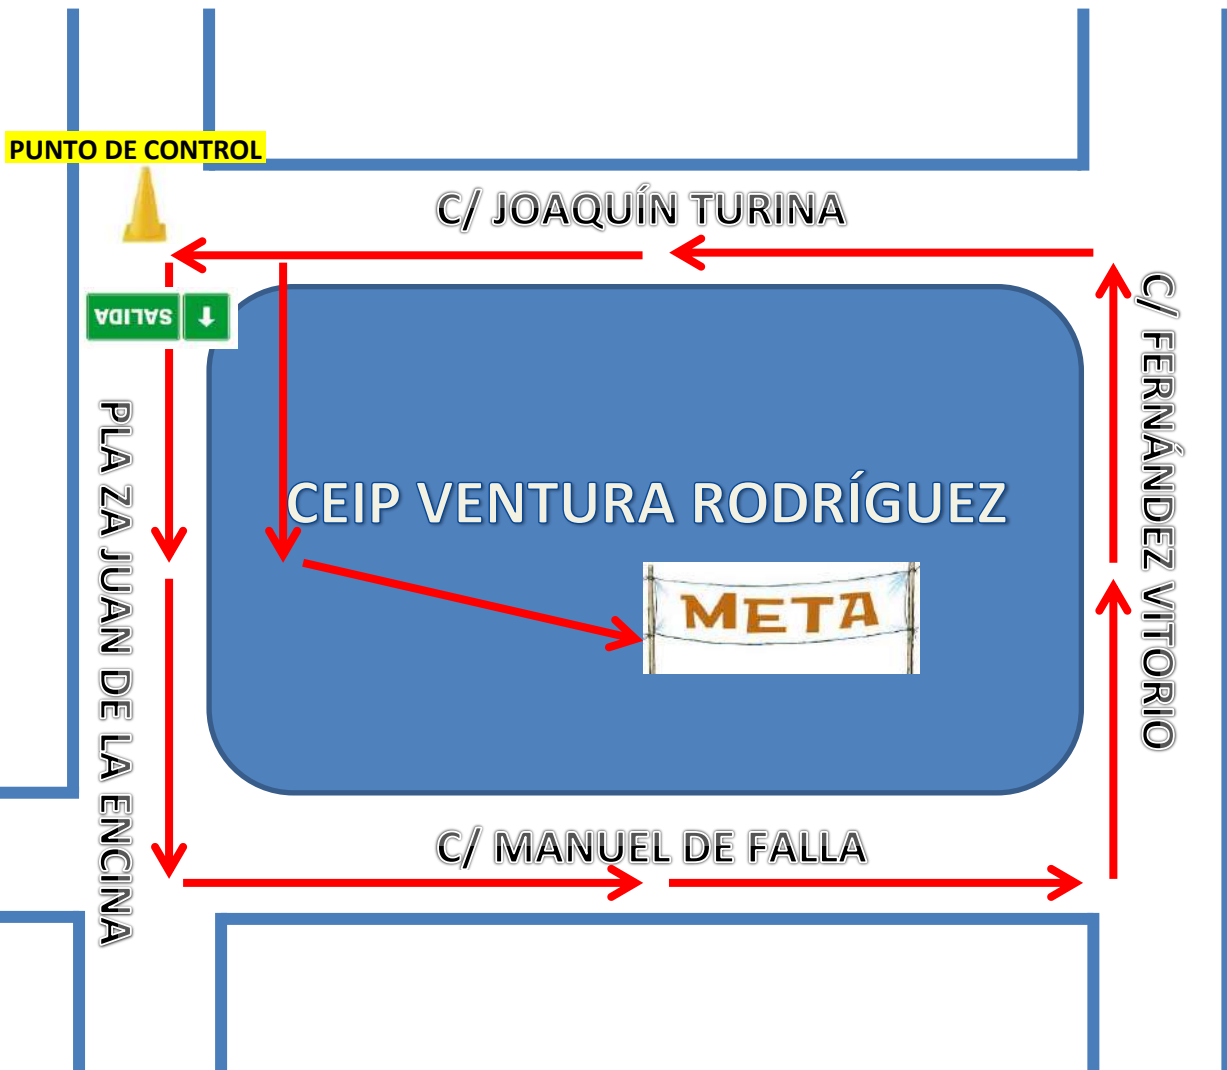 PUNTO DE CONTROL
C/ JOAQUÍN TURINA
SALIDA
C/ FERNÁNDEZ VITORIO
PLA ZA JUAN DE LA ENCINA
CEIP VENTURA RODRÍGUEZ
META
C/ MANUEL DE FALLA